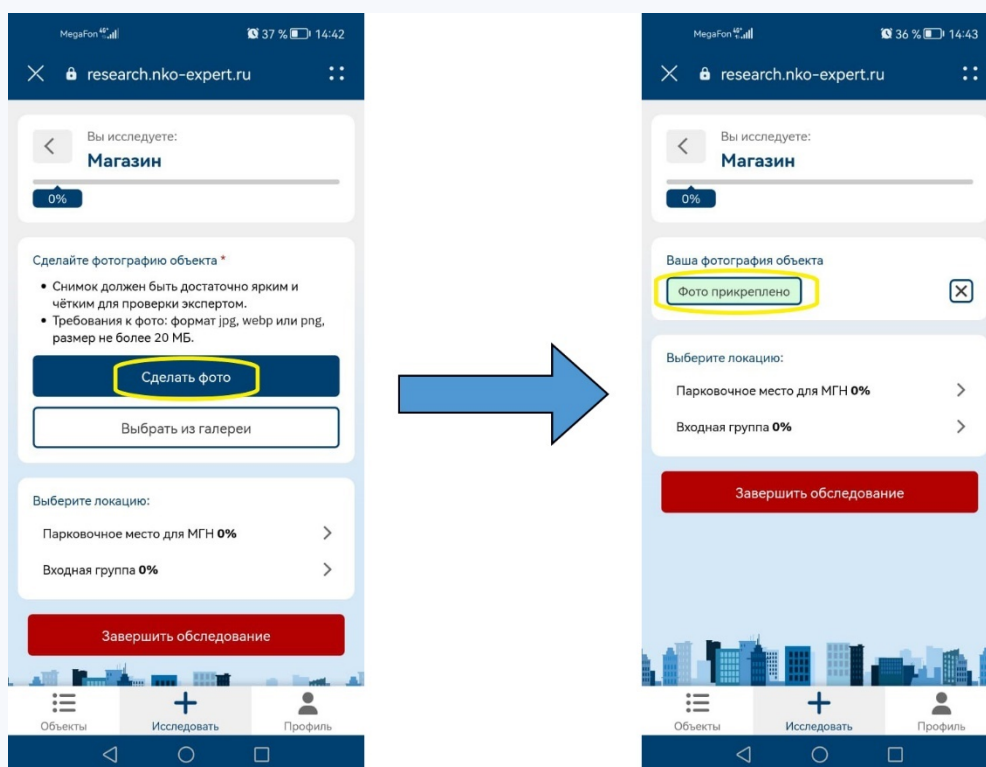 MegaFon
37 % 14:42
research.nko-expert.ru
Вы исследуете:
Магазин
0%
Сделайте фотографию объекта *
• Снимок должен быть достаточно ярким и
чётким для проверки экспертом.
• Требования к фото: формат jpg, webp или png,
размер не более 20 МБ.
Сделать фото
Выбрать из галереи
Выберите локацию:
Парковочное место для МГН 0%
Входная группа 0%
Завершить обследование
Объекты
Исследовать
Профиль
MegaFon
36 % 14:43
research.nko-expert.ru
Вы исследуете:
Магазин
0%
Ваша фотография объекта
Фото прикреплено
Выберите локацию:
Парковочное место для МГН 0%
Входная группа 0%
Завершить обследование
Объекты
Исследовать
Профиль